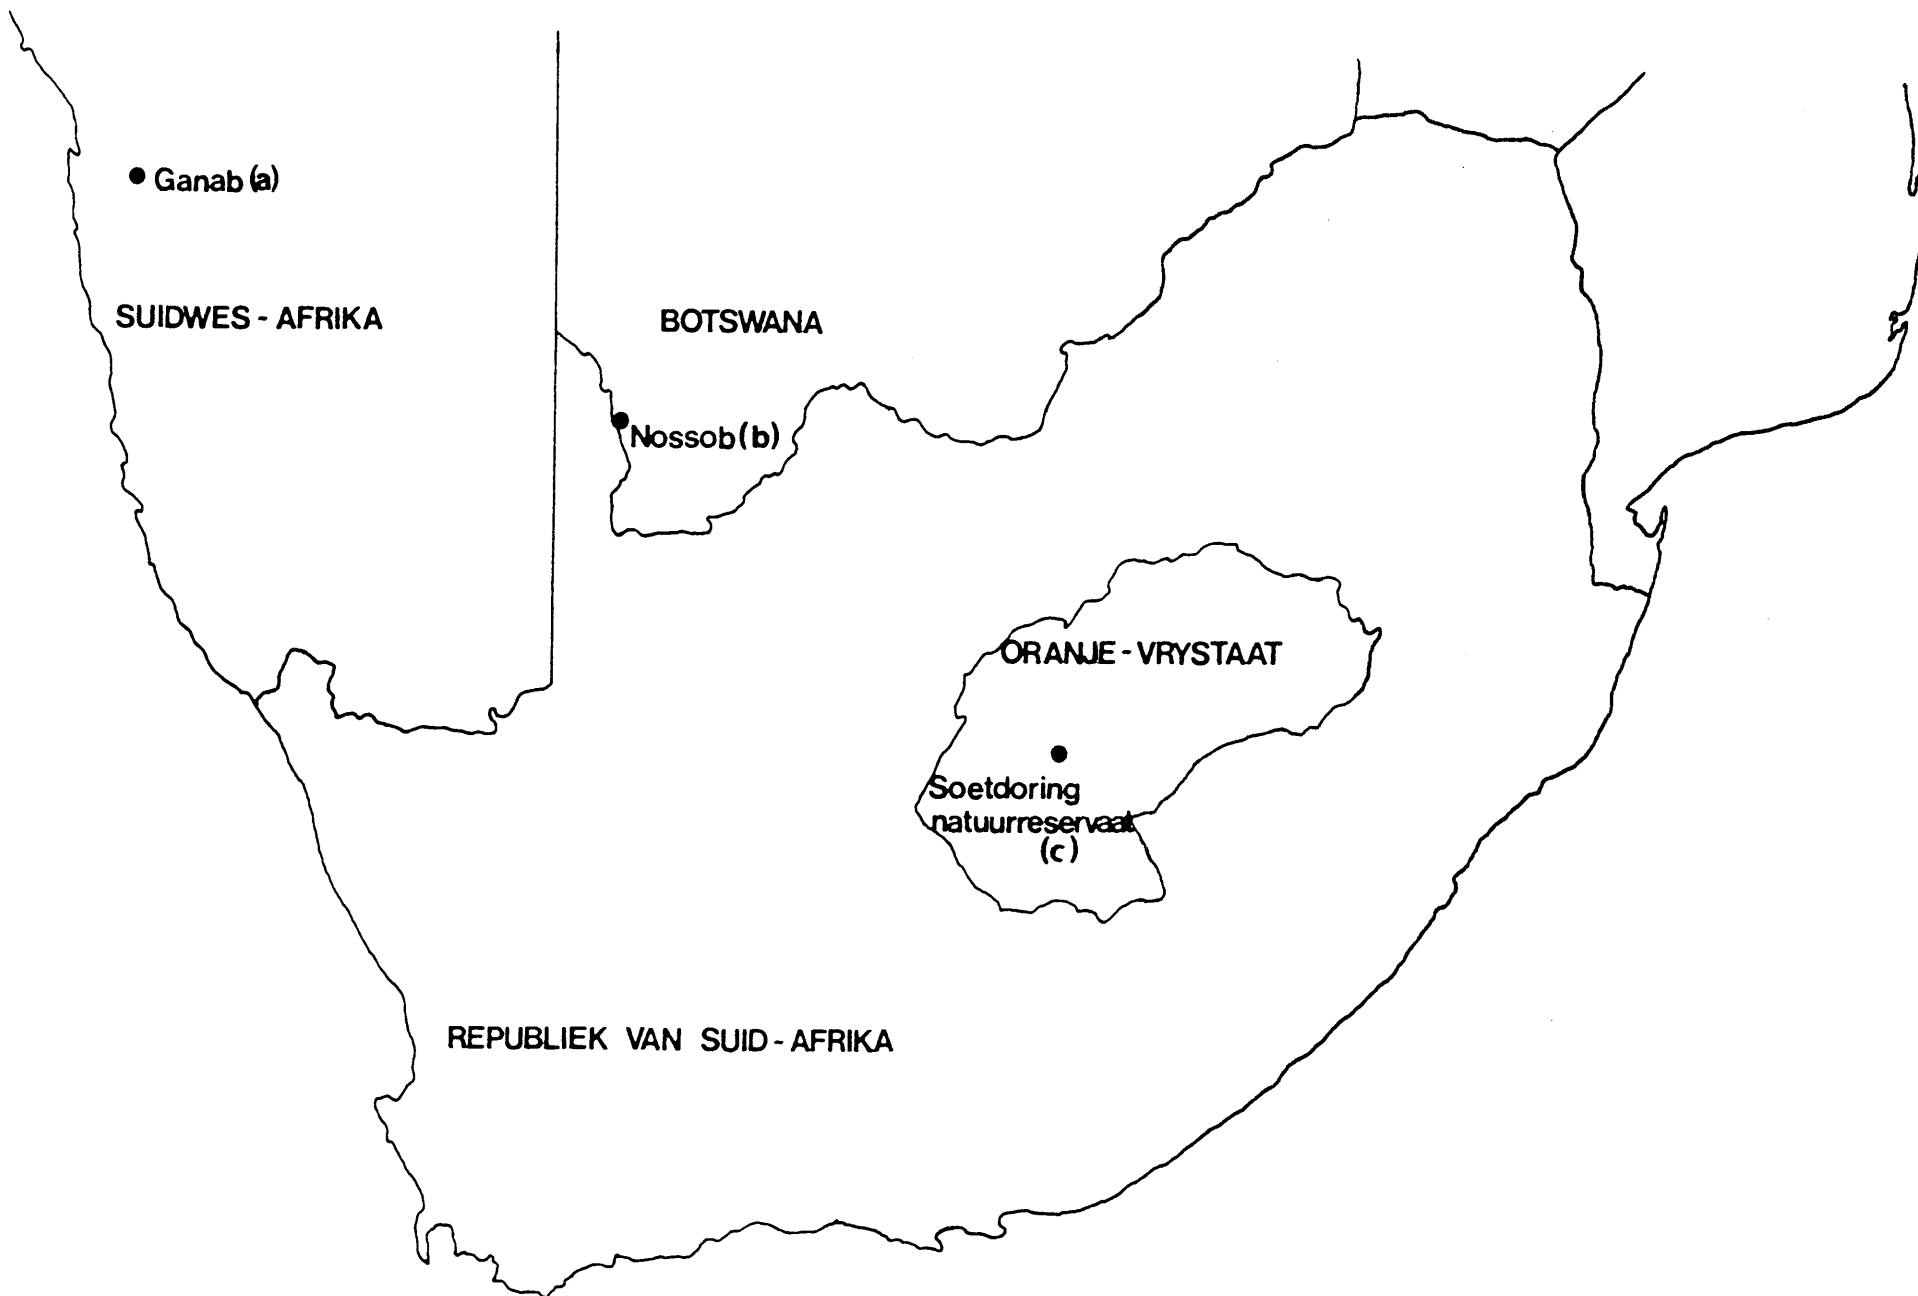 Ganab (a)
SUIDWES - AFRIKA
BOTSWANA
Nossob (b)
ORANJE - VRYSTAAT
Soetdoring
natuurreservaat
(c)
REPUBLIEK VAN SUID - AFRIKA